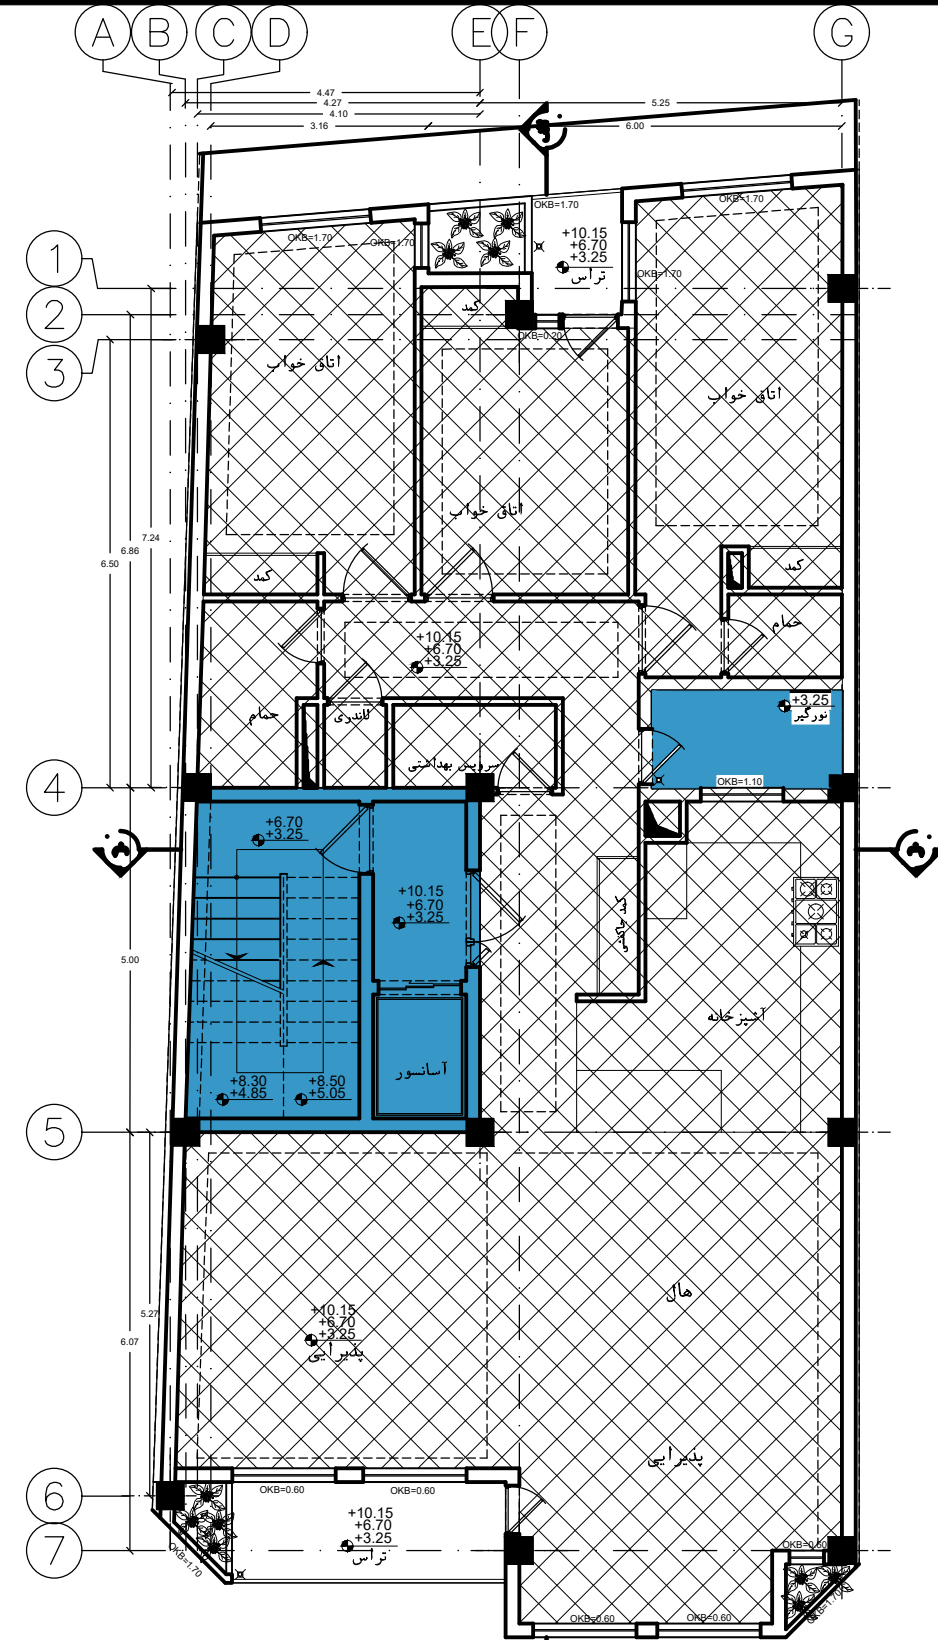 A B C D E F G
4.47
4.27
5.25
4.10
3.16
6.00
OKB=1.70
OKB=1.70
OKB=1.70
OKB=1.70
+10.15
+6.70
+3.25
تراس
OKB=1.70
1
2
3
کمد
OKB=0.20
اتاق خواب
اتاق خواب
اتاق خواب
7.24
6.86
6.50
کمد
کمد
حمام
+10.15
+6.70
+3.25
حمام
لاندری
سرویس بهداشتی
+3.25
نورگیر
OKB=1.10
4
+6.70
+3.25
+10.15
+6.70
+3.25
کمد جاکفشی
5.00
آشپزخانه
آسانسور
+8.30
+4.85
+8.50
+5.05
5
هال
5.27
6.07
+10.15
+6.70
+3.25
پذیرایی
پذیرایی
6
OKB=0.60
OKB=0.60
+10.15
+6.70
+3.25
تراس
7
OKB=1.70
OKB=0.60
OKB=1.70
OKB=0.60
OKB=0.60